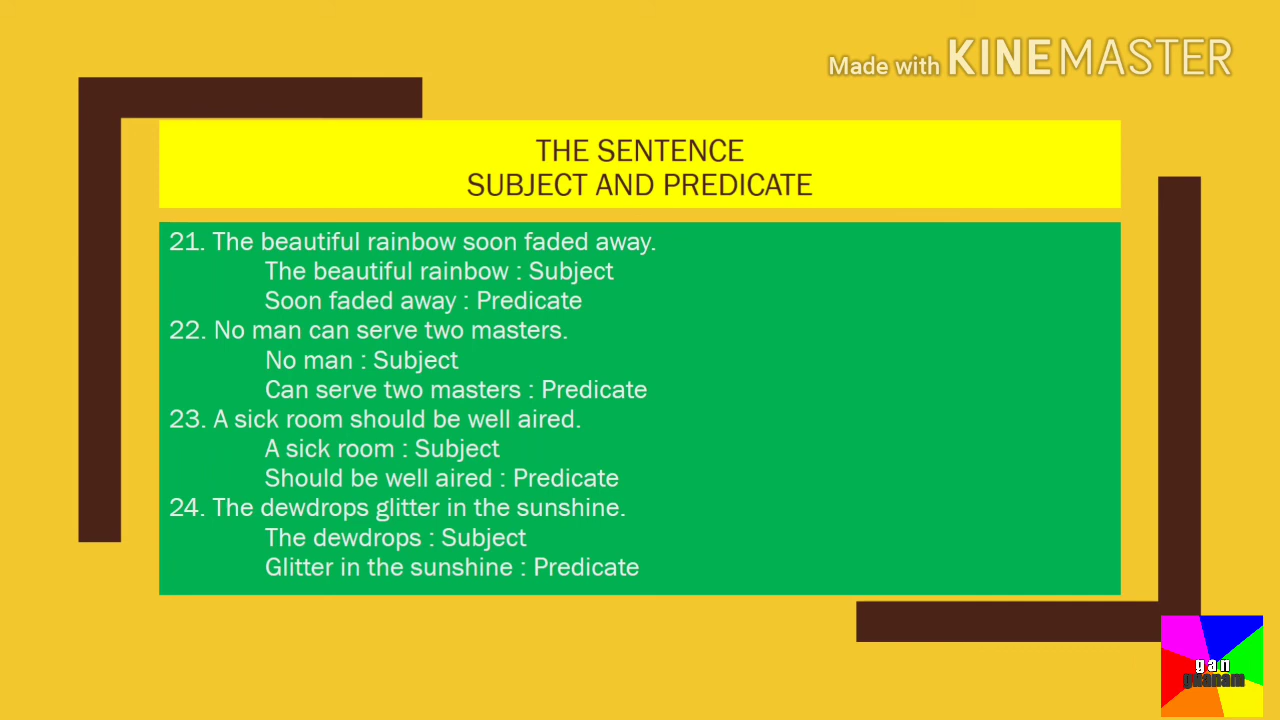 Made with KINEMASTER
THE SENTENCE
SUBJECT AND PREDICATE
21. The beautiful rainbow soon faded away.
The beautiful rainbow : Subject
Soon faded away : Predicate
22. No man can serve two masters.
No man : Subject
Can serve two masters : Predicate
23. A sick room should be well aired.
A sick room : Subject
Should be well aired : Predicate
24. The dewdrops glitter in the sunshine.
The dewdrops : Subject
Glitter in the sunshine : Predicate
gan
gnanam